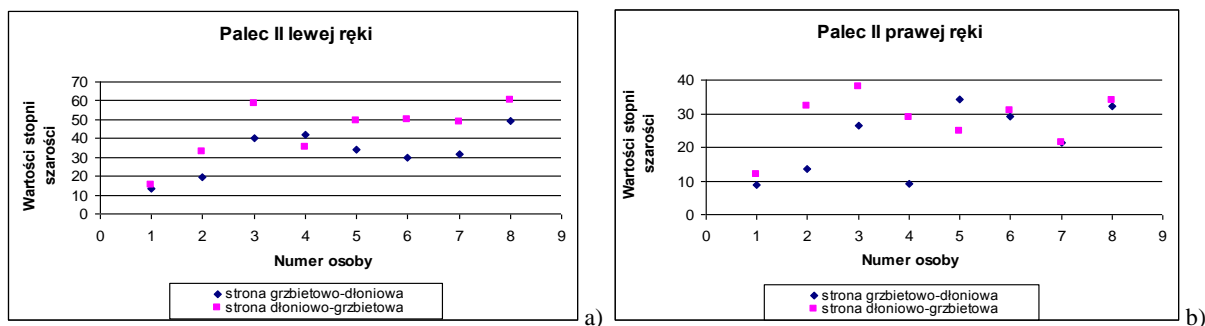 Palec II lewej ręki
Wartości stopni
szarości
70
60
50
40
30
20
10
0
0 1 2 3 4 5 6 7 8 9
Numer osoby
strona grzbietowo-dłoniowa
strona dłoniowo-grzbietowa
a)
Palec II prawej ręki
Wartości stopni
szarości
40
30
20
10
0
0 1 2 3 4 5 6 7 8 9
Numer osoby
strona grzbietowo-dłoniowa
strona dłoniowo-grzbietowa
b)